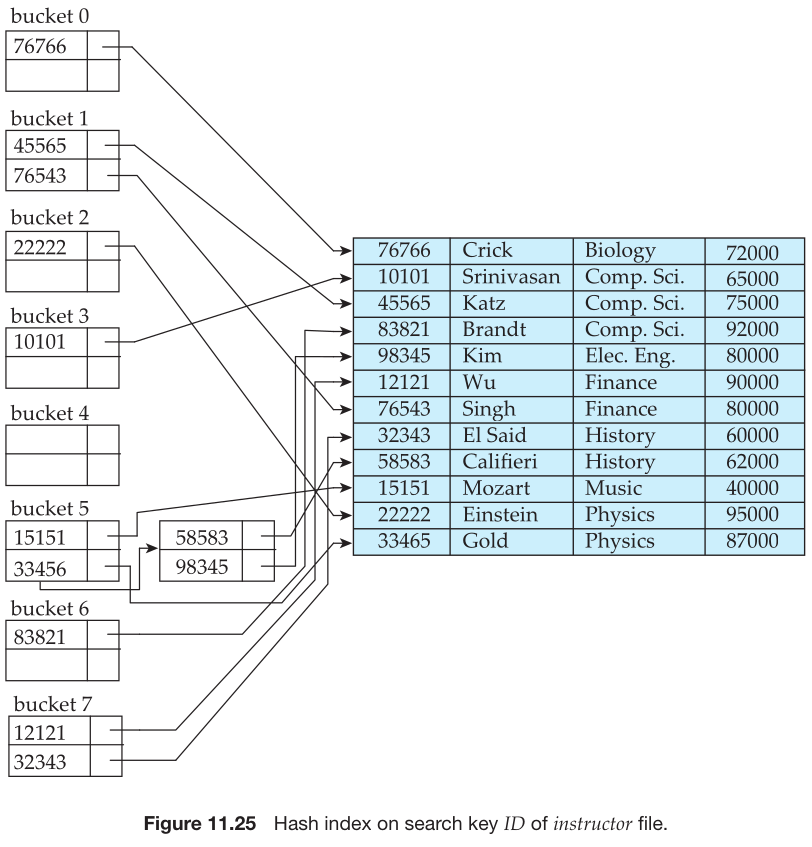 bucket 0
76766
bucket 1
45565
76543
bucket 2
22222
bucket 3
10101
bucket 4
bucket 5
15151
33456
58583
98345
bucket 6
83821
bucket 7
12121
32343
76766 Crick Biology 72000
10101 Srinivasan Comp. Sci. 65000
45565 Katz Comp. Sci. 75000
83821 Brandt Comp. Sci. 92000
98345 Kim Elec. Eng. 80000
12121 Wu Finance 90000
76543 Singh Finance 80000
32343 El Said History 60000
58583 Califieri History 62000
15151 Mozart Music 40000
22222 Einstein Physics 95000
33465 Gold Physics 87000
Figure 11.25 Hash index on search key ID of instructor file.